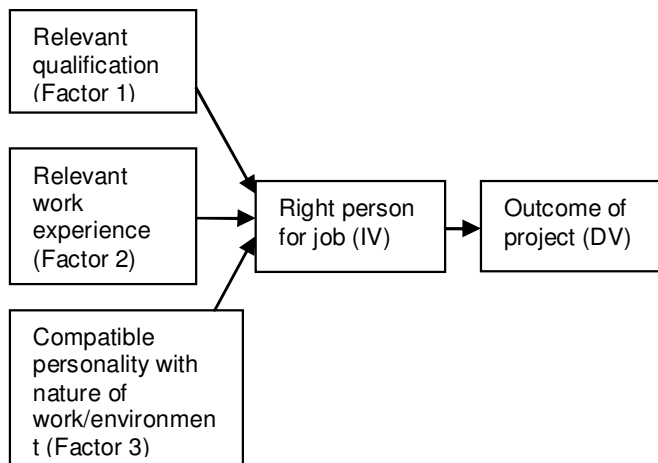 Relevant
qualification
(Factor 1)
Relevant
work
experience
(Factor 2)
Compatible
personality with
nature of
work/environmen
t (Factor 3)
Right person
for job (IV)
Outcome of
project (DV)